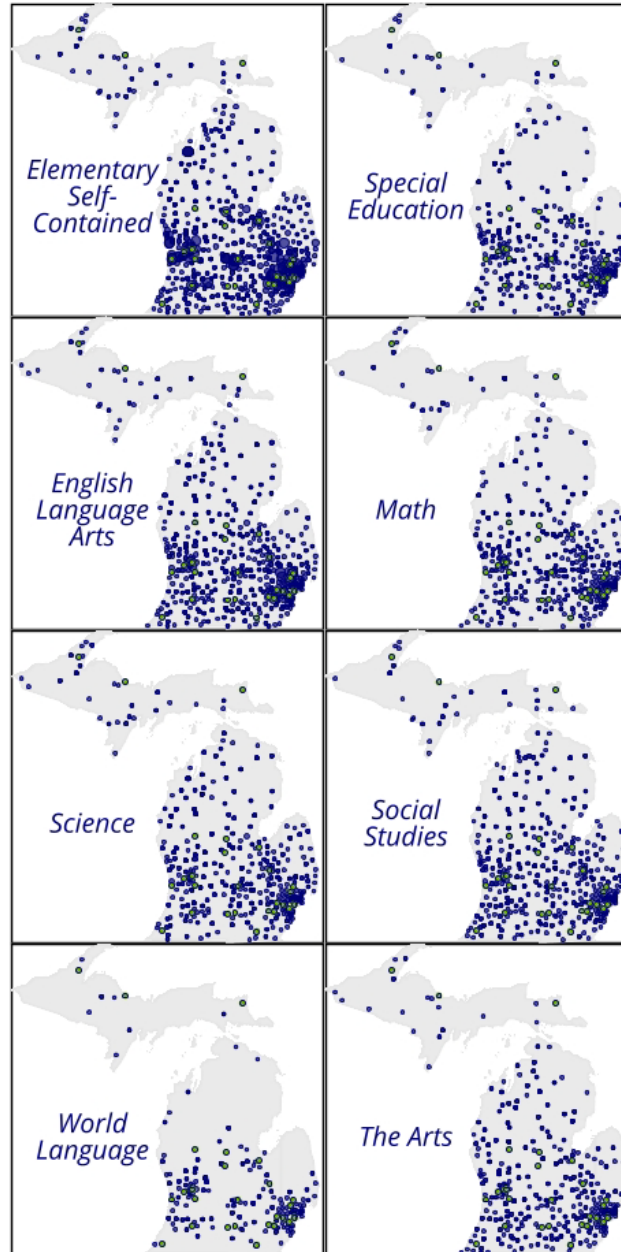 Elementary
Self-
Contained
Special
Education
English
Language
Arts
Math
Science
Social
Studies
World
Language
The Arts